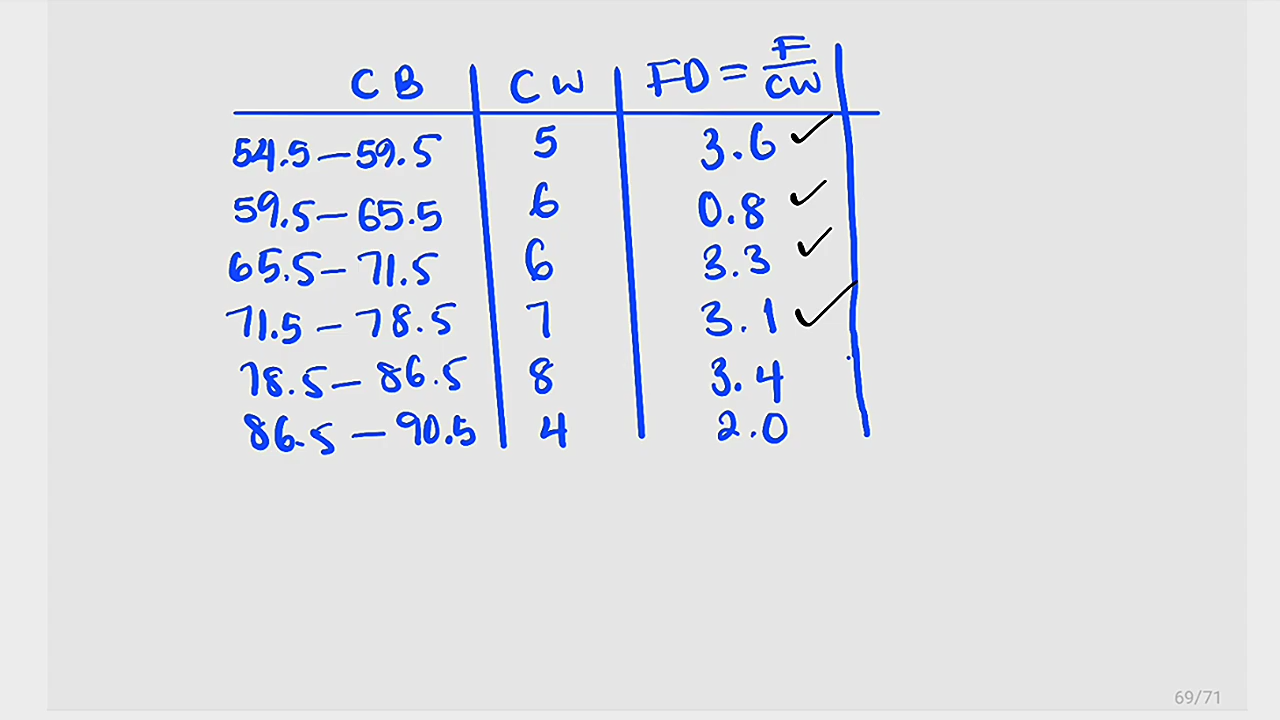 CB CW FD = F/CW
54.5 – 59.5 5 3.6 ✓
59.5 – 65.5 6 0.8 ✓
65.5 – 71.5 6 3.3 ✓
71.5 – 78.5 7 3.1 ✓
78.5 – 86.5 8 3.4
86.5 – 90.5 4 2.0
69/71